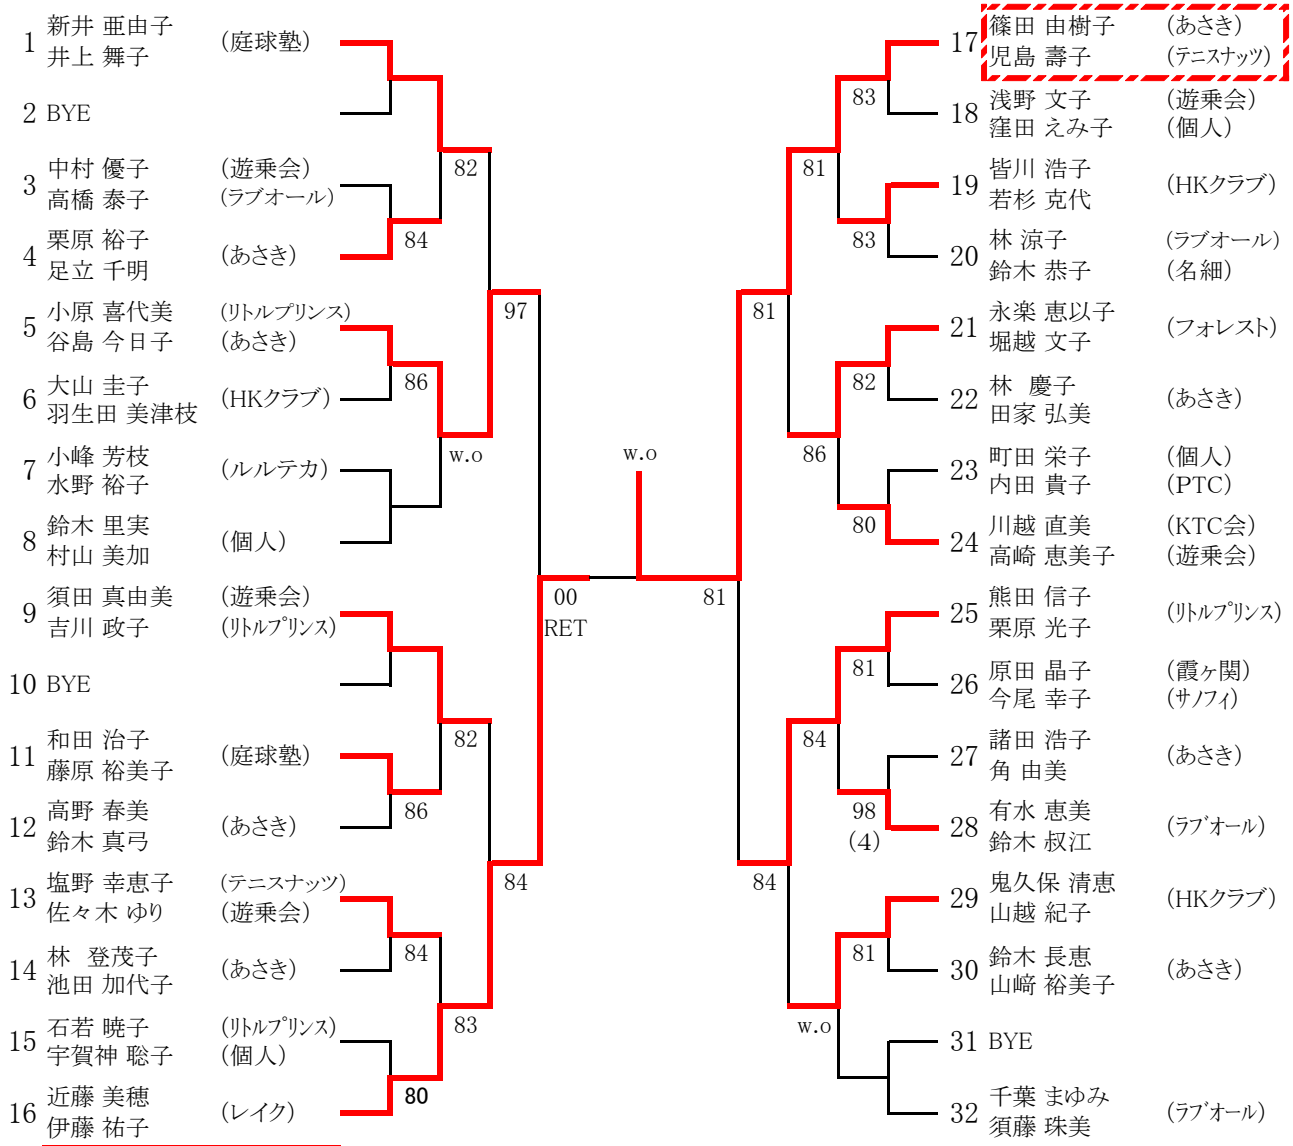 1 新井 亜由子 (庭球塾)
井上 舞子
2 BYE
3 中村 優子 (遊乗会)
高橋 泰子 (ラブオール)
4 栗原 裕子 (あさき)
足立 千明
5 小原 喜代美 (リトルプリンス)
谷島 今日子 (あさき)
6 大山 圭子 (HKクラブ)
羽生田 美津枝
7 小峰 芳枝 (ルルテカ)
水野 裕子
8 鈴木 里実 (個人)
村山 美加
9 須田 真由美 (遊乗会)
吉川 政子 (リトルプリンス)
10 BYE
11 和田 治子 (庭球塾)
藤原 裕美子
12 高野 春美 (あさき)
鈴木 真弓
13 塩野 幸恵子 (テニスナッツ)
佐々木 ゆり (遊乗会)
14 林 登茂子 (あさき)
池田 加代子
15 石若 暁子 (リトルプリンス)
宇賀神 聡子 (個人)
16 近藤 美穂 (レイク)
伊藤 祐子
82
84
97
86
w.o
00
RET
82
86
84
84
83
80
w.o
81
83
81
83
81
82
86
80
81
84
98
(4)
84
81
w.o
17 篠田 由樹子 (あさき)
児島 壽子 (テニスナッツ)
18 浅野 文子 (遊乗会)
窪田 えみ子 (個人)
19 皆川 浩子 (HKクラブ)
若杉 克代
20 林 涼子 (ラブオール)
鈴木 恭子 (名細)
21 永楽 恵以子 (フォレスト)
堀越 文子
22 林 慶子 (あさき)
田家 弘美
23 町田 栄子 (個人)
内田 貴子 (PTC)
24 川越 直美 (KTC会)
高崎 恵美子 (遊乗会)
25 熊田 信子 (リトルプリンス)
栗原 光子
26 原田 晶子 (霞ヶ関)
今尾 幸子 (サノフィ)
27 諸田 浩子 (あさき)
角 由美
28 有水 恵美 (ラブオール)
鈴木 叔江
29 鬼久保 清恵 (HKクラブ)
山越 紀子
30 鈴木 長恵 (あさき)
山﨑 裕美子
31 BYE
32 千葉 まゆみ (ラブオール)
須藤 珠美